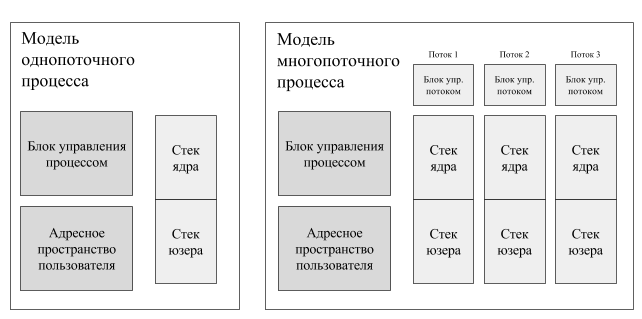 Модель
однопоточного
процесса
Блок управления
процессом
Адресное
пространство
пользователя
Стек
ядра
Стек
юзера
Модель
многопоточного
процесса
Блок управления
процессом
Адресное
пространство
пользователя
Поток 1
Блок упр.
потоком
Стек
ядра
Стек
юзера
Поток 2
Блок упр.
потоком
Стек
ядра
Стек
юзера
Поток 3
Блок упр.
потоком
Стек
ядра
Стек
юзера